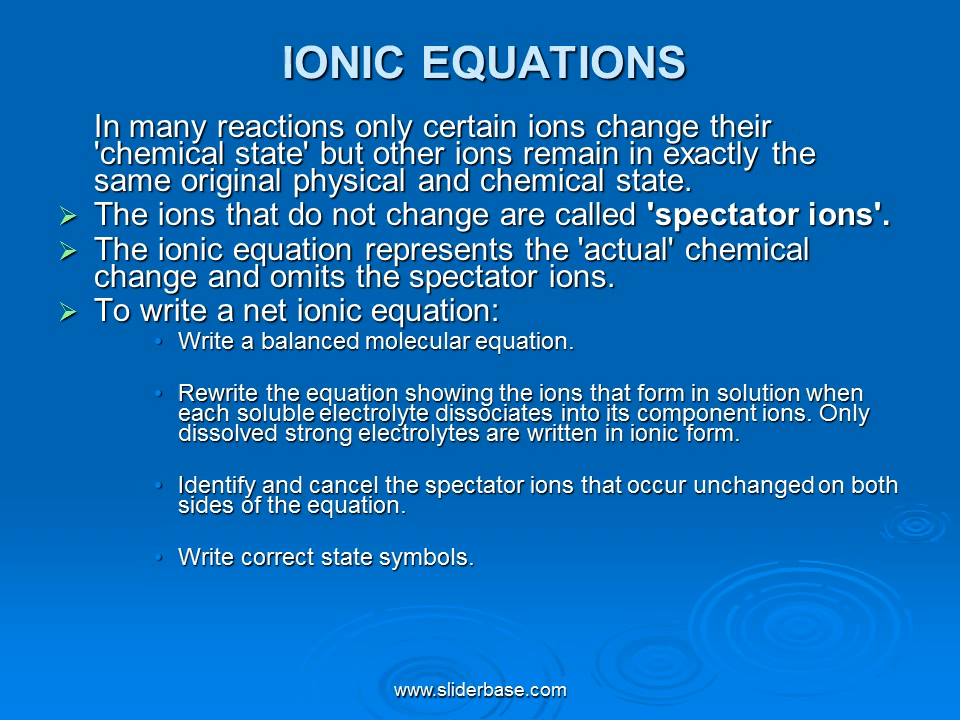 IONIC EQUATIONS
In many reactions only certain ions change their
'chemical state' but other ions remain in exactly the
same original physical and chemical state.
➢ The ions that do not change are called 'spectator ions'.
➢ The ionic equation represents the 'actual' chemical
change and omits the spectator ions.
➢ To write a net ionic equation:
• Write a balanced molecular equation.
• Rewrite the equation showing the ions that form in solution when
each soluble electrolyte dissociates into its component ions. Only
dissolved strong electrolytes are written in ionic form.
• Identify and cancel the spectator ions that occur unchanged on both
sides of the equation.
• Write correct state symbols.
www.sliderbase.com